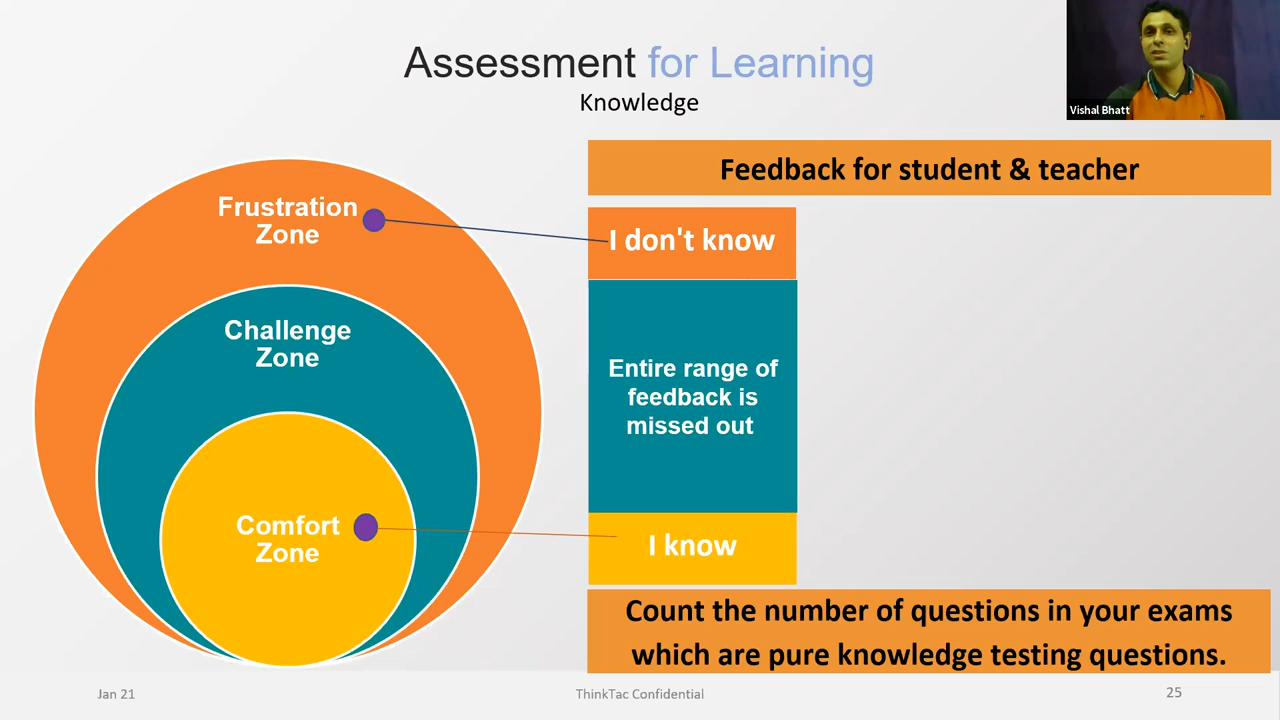 Assessment for Learning
Knowledge
Vishal Bhatt
Feedback for student & teacher
Frustration
Zone
I don't know
Challenge
Zone
Entire range of
feedback is
missed out
Comfort
Zone
I know
Count the number of questions in your exams
which are pure knowledge testing questions.
Jan 21
ThinkTac Confidential
25